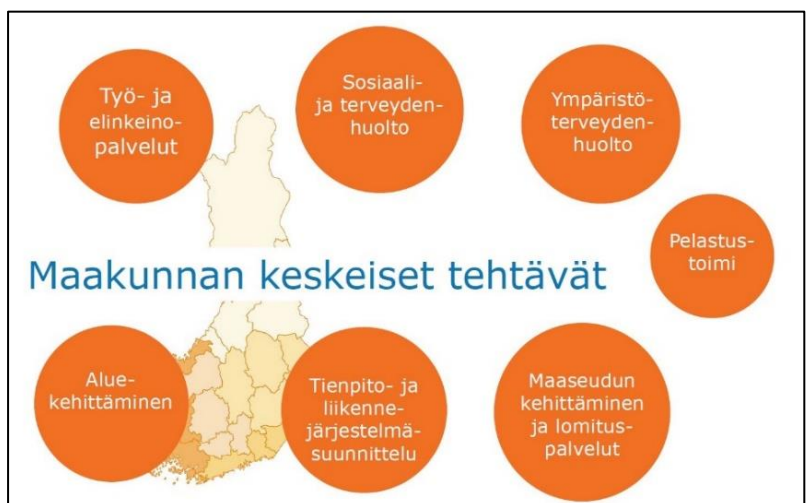 Työ- ja
elinkeino-
palvelut
Sosiaali-
ja terveyden-
huolto
Ympäristö-
terveyden-
huolto
Pelastus-
toimi
Maakunnan keskeiset tehtävät
Alue-
kehittäminen
Tienpito- ja
liikenne-
järjestelmä-
suunnittelu
Maaseudun
kehittäminen
ja lomitus-
palvelut